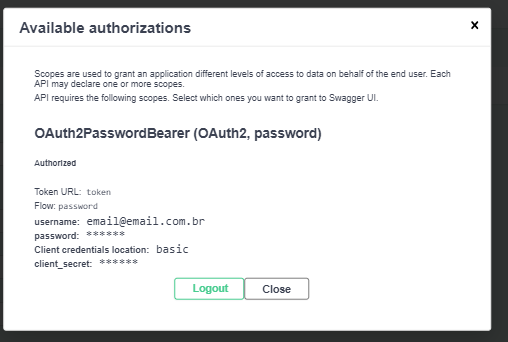 Available authorizations
x
Scopes are used to grant an application different levels of access to data on behalf of the end user. Each
API may declare one or more scopes.
API requires the following scopes. Select which ones you want to grant to Swagger UI.
OAuth2PasswordBearer (OAuth2, password)
Authorized
Token URL: token
Flow: password
username: email@email.com.br
password: ******
Client credentials location: basic
client_secret: ******
Logout Close